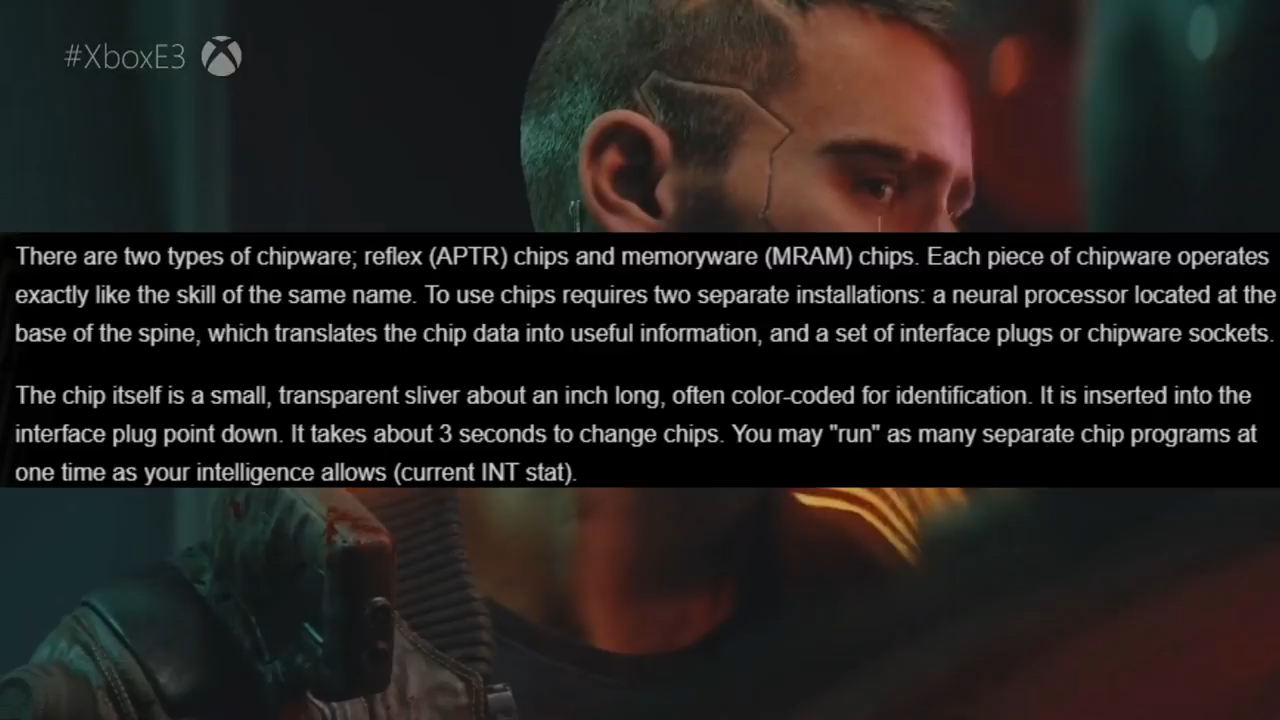 #XboxE3
There are two types of chipware; reflex (APTR) chips and memoryware (MRAM) chips. Each piece of chipware operates
exactly like the skill of the same name. To use chips requires two separate installations: a neural processor located at the
base of the spine, which translates the chip data into useful information, and a set of interface plugs or chipware sockets.
The chip itself is a small, transparent sliver about an inch long, often color-coded for identification. It is inserted into the
interface plug point down. It takes about 3 seconds to change chips. You may "run" as many separate chip programs at
one time as your intelligence allows (current INT stat).